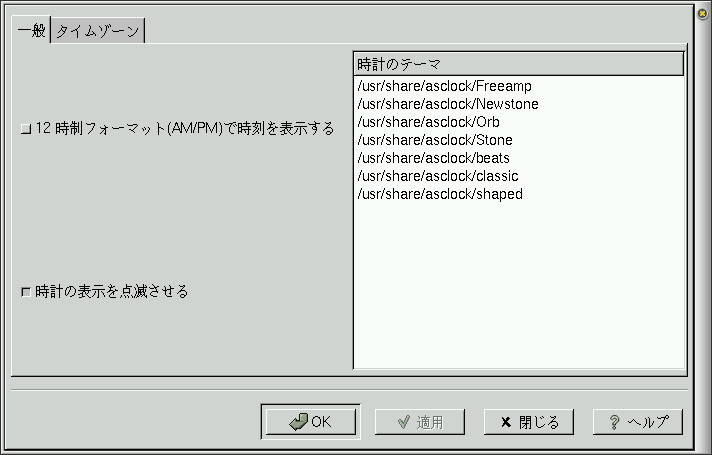 一般 タイムゾーン
時計のテーマ
/usr/share/asclock/Freeamp
/usr/share/asclock/Newstone
/usr/share/asclock/Orb
/usr/share/asclock/Stone
/usr/share/asclock/beats
/usr/share/asclock/classic
/usr/share/asclock/shaped
12 時制フォーマット(AM/PM)で時刻を表示する
時計の表示を点滅させる
OK 適用 閉じる ヘルプ